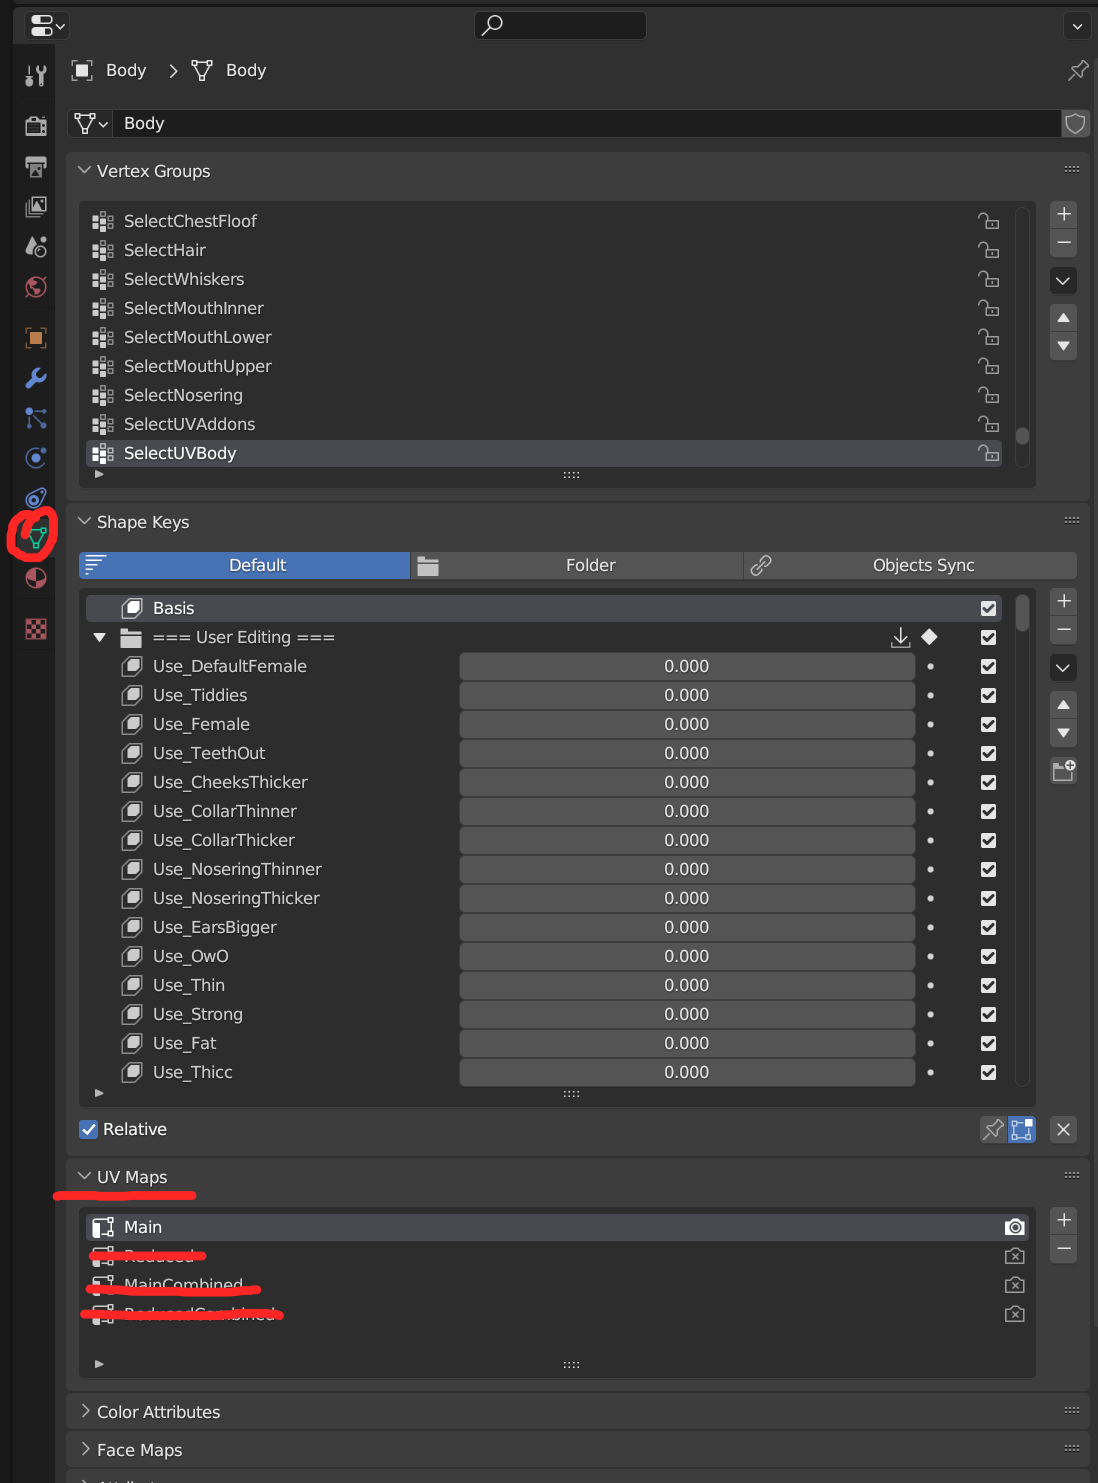 Body > Body
Body
Vertex Groups
SelectChestFloof
SelectHair
SelectWhiskers
SelectMouthInner
SelectMouthLower
SelectMouthUpper
SelectNosering
SelectUVAddons
SelectUVBody
Shape Keys
Default Folder Objects Sync
Basis
=== User Editing ===
Use_DefaultFemale 0.000
Use_Tiddies 0.000
Use_Female 0.000
Use_TeethOut 0.000
Use_CheeksThicker 0.000
Use_CollarThinner 0.000
Use_CollarThicker 0.000
Use_NoseringThinner 0.000
Use_NoseringThicker 0.000
Use_EarsBigger 0.000
Use_OwO 0.000
Use_Thin 0.000
Use_Strong 0.000
Use_Fat 0.000
Use_Thicc 0.000
Relative
UV Maps
Main
Reduced
MainCombined
ReducedCombined
Color Attributes
Face Maps